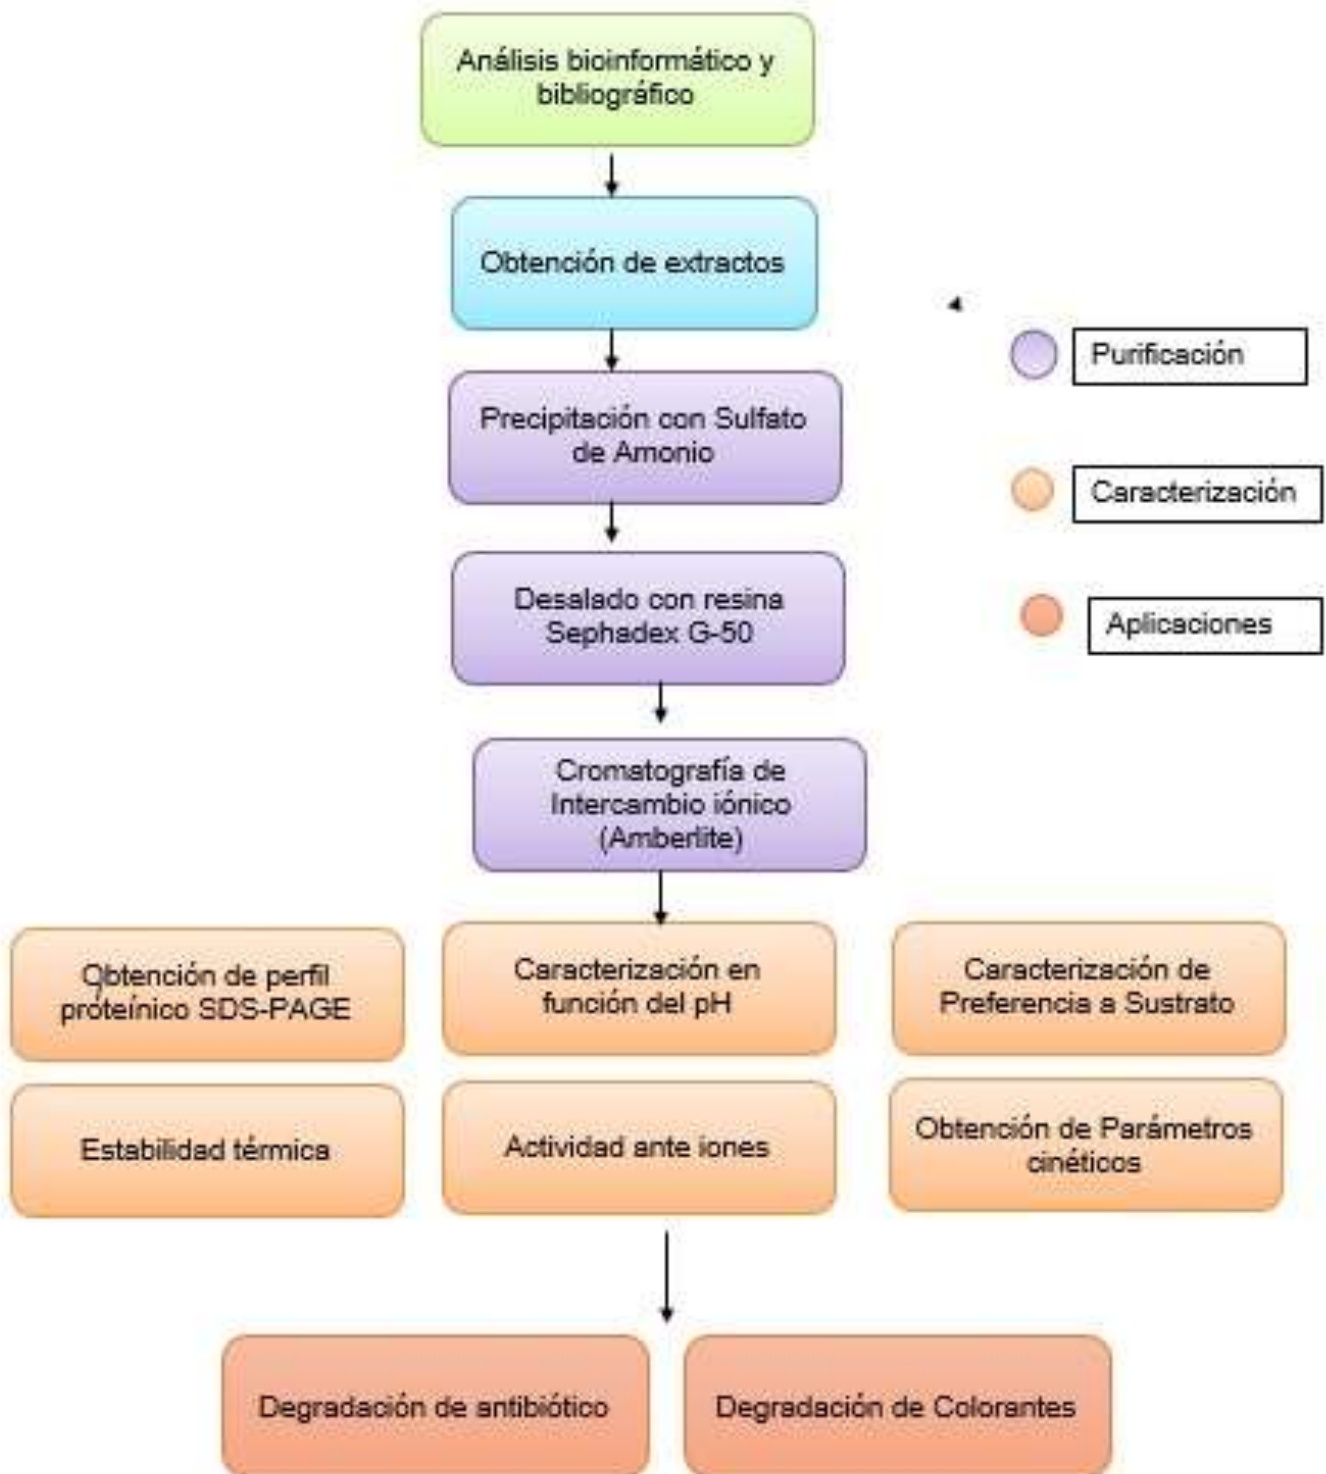 Análisis bioinformático y
bibliográfico
Obtención de extractos
Precipitación con Sulfato
de Amonio
Desalado con resina
Sephadex G-50
Cromatografía de
Intercambio iónico
(Amberlite)
Purificación
Caracterización
Aplicaciones
Obtención de perfil
próteínico SDS-PAGE
Caracterización en
función del pH
Caracterización de
Preferencia a Sustrato
Estabilidad térmica
Actividad ante iones
Obtención de Parámetros
cinéticos
Degradación de antibiótico
Degradación de Colorantes